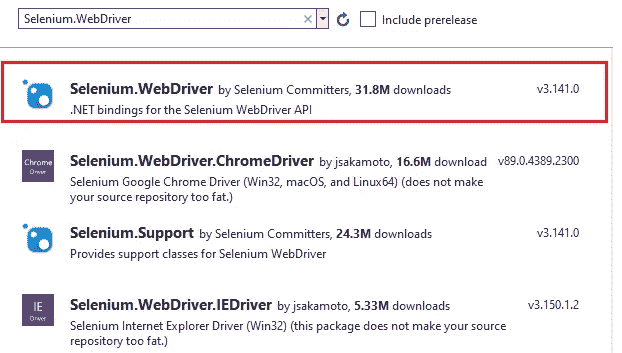 Selenium.WebDriver
Include prerelease
Selenium.WebDriver by Selenium Committers, 31.8M downloads v3.141.0
.NET bindings for the Selenium WebDriver API
Chrome Driver
Selenium.WebDriver.ChromeDriver by jsakamoto, 16.6M download v89.0.4389.2300
Selenium Google Chrome Driver (Win32, macOS, and Linux64) (does not make
your source repository too fat.)
Selenium.Support by Selenium Committers, 24.3M downloads v3.141.0
Provides support classes for Selenium WebDriver
IE Driver
Selenium.WebDriver.IEDriver by jsakamoto, 5.33M downloads v3.150.1.2
Selenium Internet Explorer Driver (Win32) (this package does not make your source
repository too fat.)